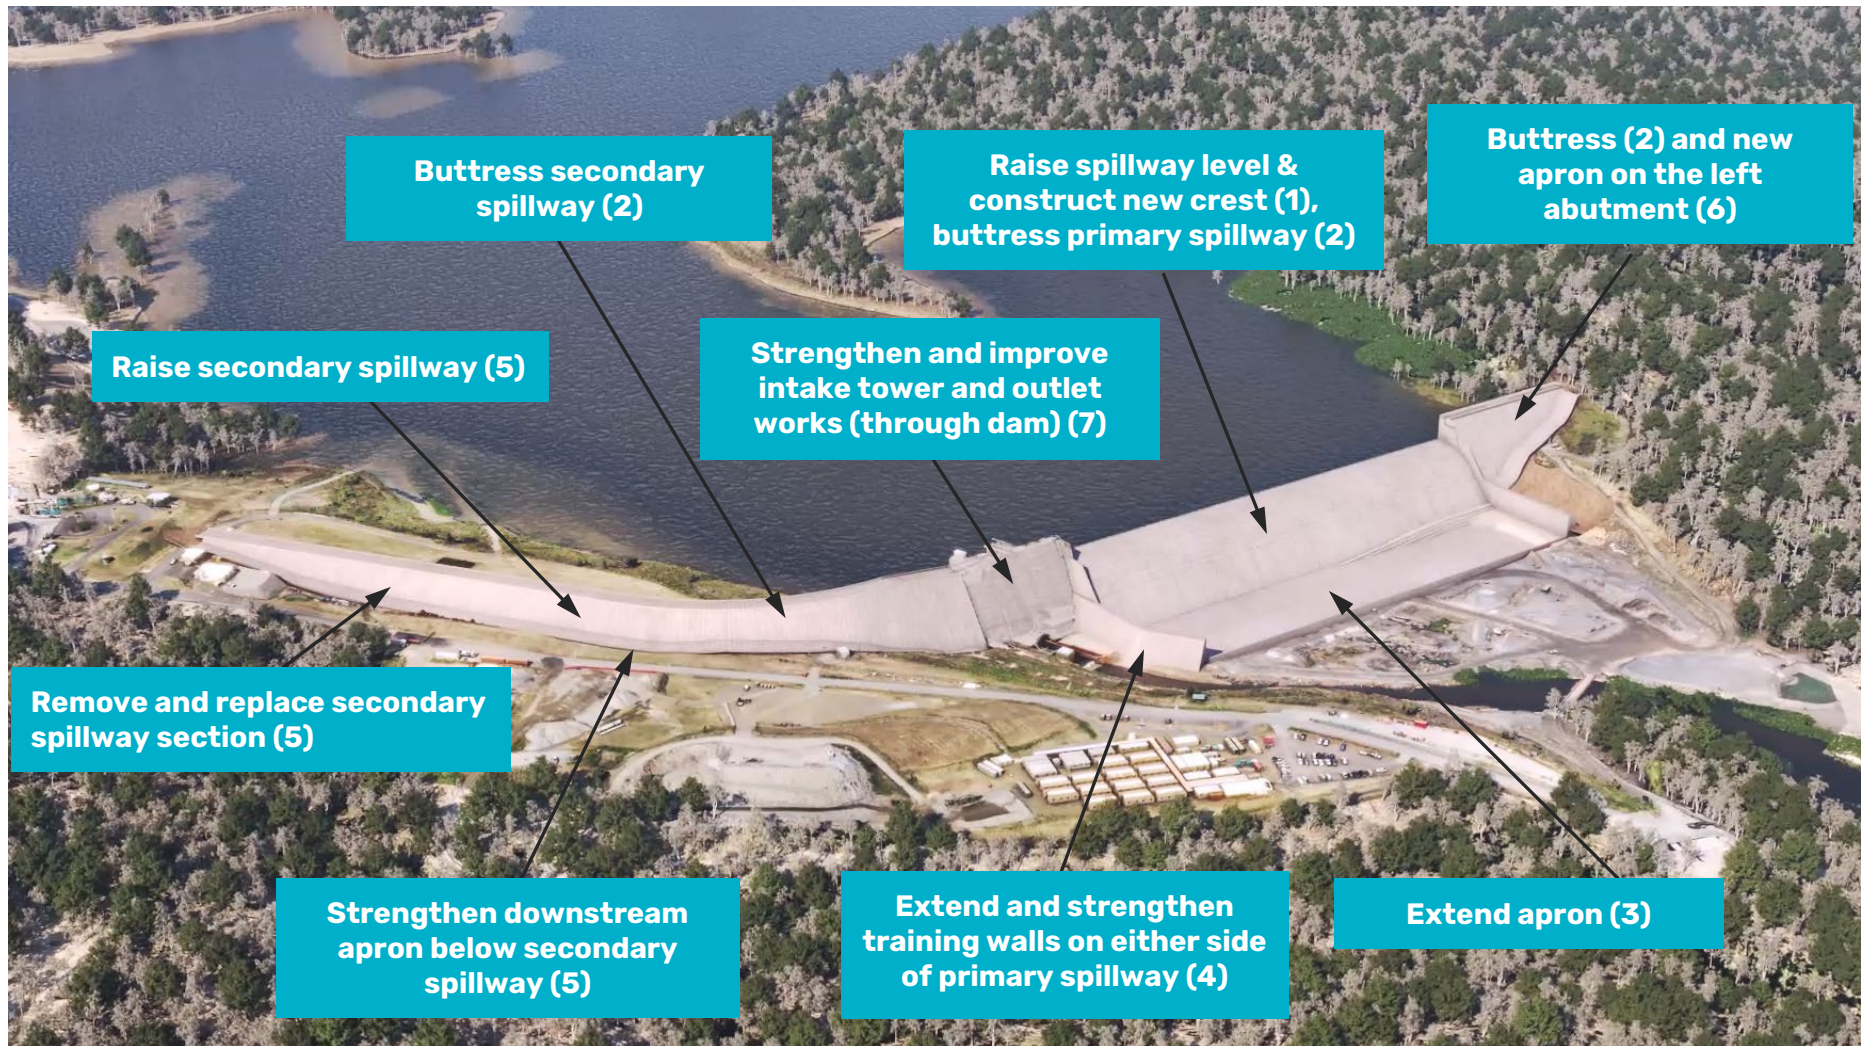 Buttress secondary
spillway (2)
Raise spillway level &
construct new crest (1),
buttress primary spillway (2)
Buttress (2) and new
apron on the left
abutment (6)
Raise secondary spillway (5)
Strengthen and improve
intake tower and outlet
works (through dam) (7)
Remove and replace secondary
spillway section (5)
Strengthen downstream
apron below secondary
spillway (5)
Extend and strengthen
training walls on either side
of primary spillway (4)
Extend apron (3)